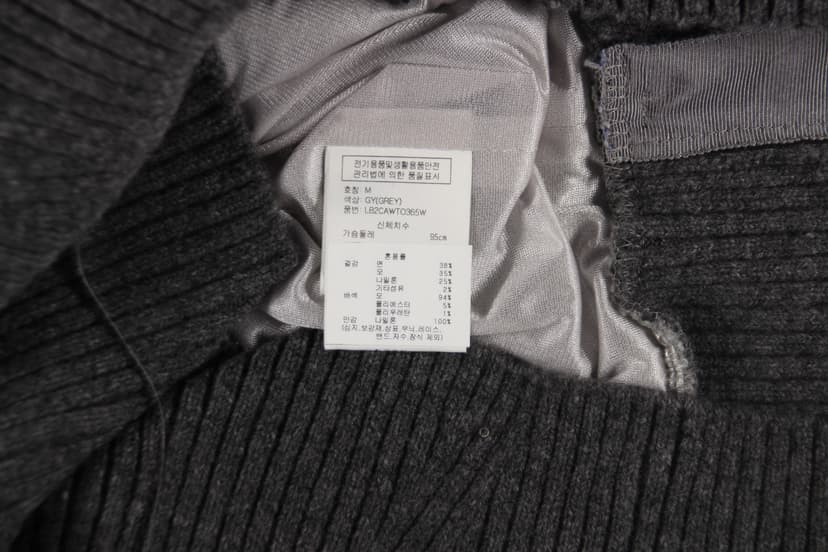 전기용품및생활용품안전
관리법에 의한 품질표시
호칭: M
색상: GY(GREY)
품번: LB2CAWTO365W
신체치수
가슴둘레 95cm
혼용률
겉감 면 38%
모 35%
나일론 25%
기타섬유 2%
배색 모 94%
폴리에스터 5%
폴리우레탄 1%
안감 나일론 100%
(심지,보강재,상표,무늬,레이스,
밴드,자수,장식 제외)